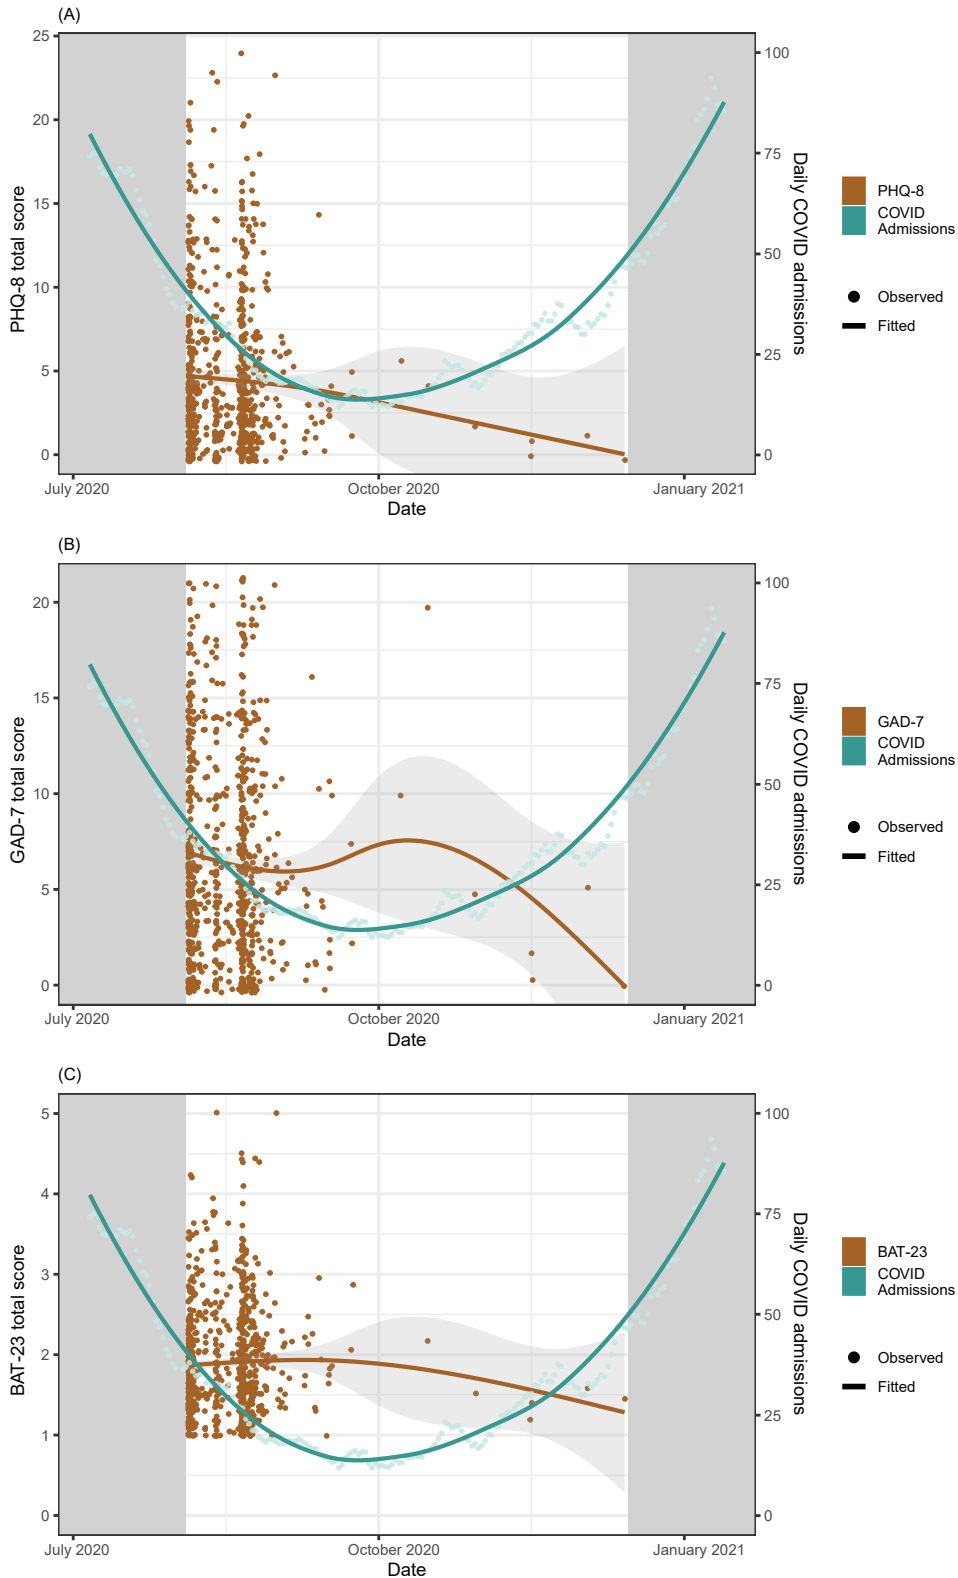 (A)
25
20
15
10
5
0
PHQ-8 total score
100
75
50
25
0
Daily COVID admissions
July 2020
October 2020
January 2021
Date
PHQ-8
COVID
Admissions
Observed
Fitted
(B)
20
15
10
5
0
GAD-7 total score
100
75
50
25
0
Daily COVID admissions
July 2020
October 2020
January 2021
Date
GAD-7
COVID
Admissions
Observed
Fitted
(C)
5
4
3
2
1
0
BAT-23 total score
100
75
50
25
0
Daily COVID admissions
July 2020
October 2020
January 2021
Date
BAT-23
COVID
Admissions
Observed
Fitted